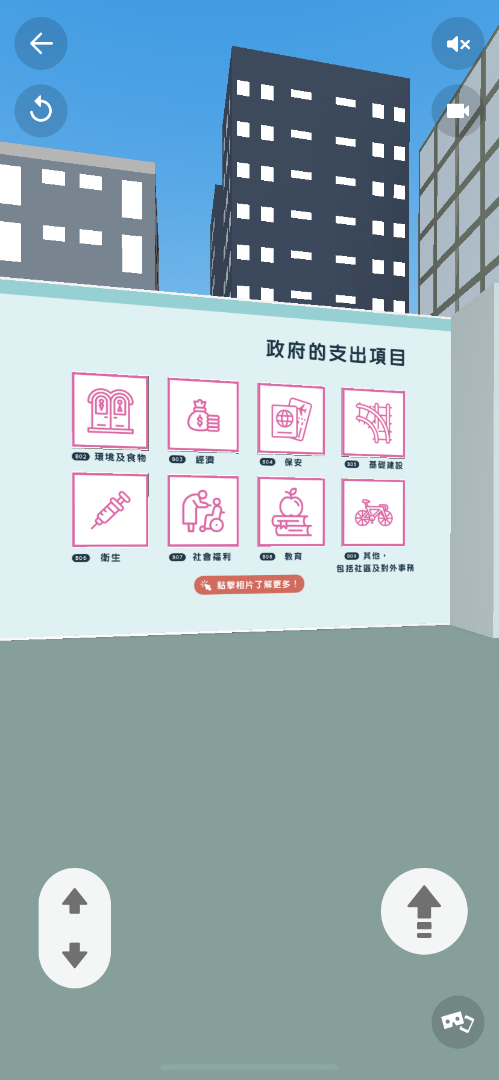 政府的支出項目
B02 環境及食物
B03 經濟
B04 保安
B05 基礎建設
B06 衞生
B07 社會福利
B08 教育
B09 其他，
包括社區及對外事務
點擊相片了解更多！